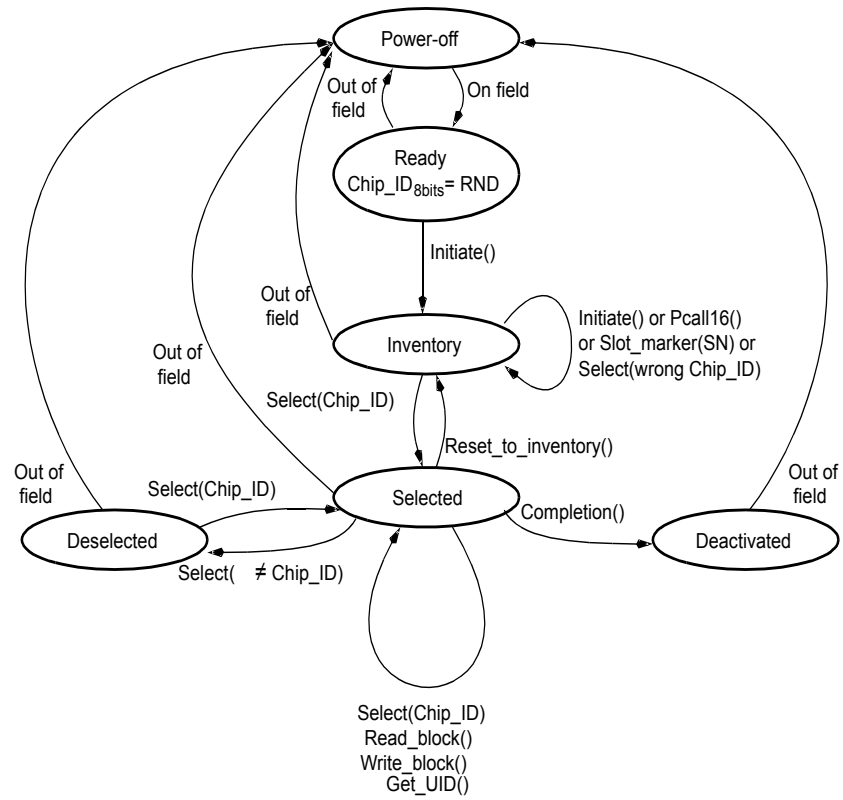 Power-off
Out of
field
On field
Ready
Chip_ID8bits= RND
Initiate()
Out of
field
Inventory
Initiate() or Pcall16()
or Slot_marker(SN) or
Select(wrong Chip_ID)
Out of
field
Select(Chip_ID)
Reset_to_inventory()
Out of
field
Select(Chip_ID)
Selected
Completion()
Out of
field
Deselected
Deactivated
Select( ≠ Chip_ID)
Select(Chip_ID)
Read_block()
Write_block()
Get_UID()